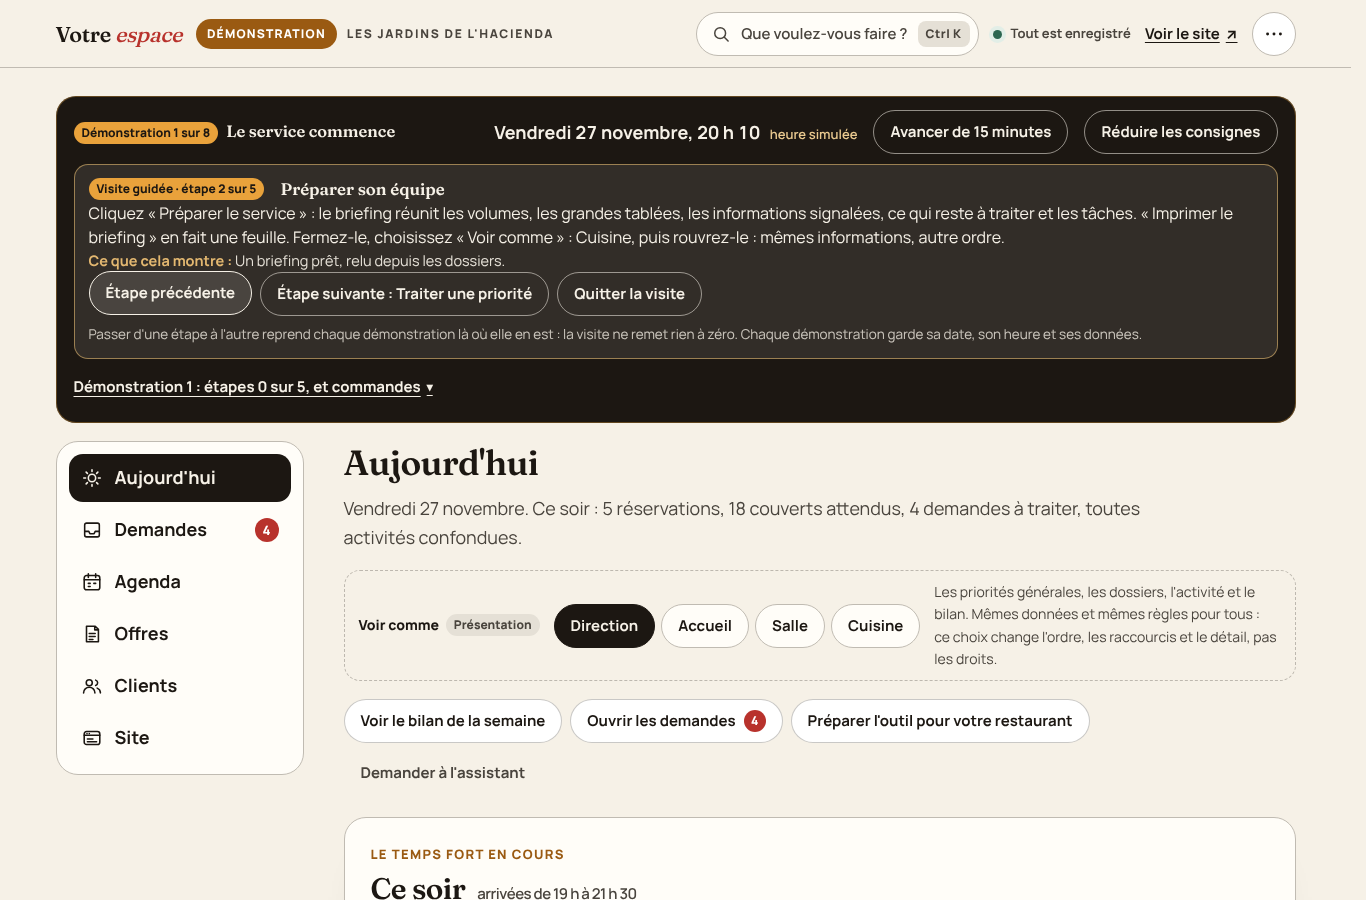 Votre espace DÉMONSTRATION LES JARDINS DE L'HACIENDA Que voulez-vous faire ? Ctrl K Tout est enregistré Voir le site
Démonstration 1 sur 8 Le service commence Vendredi 27 novembre, 20 h 10 heure simulée Avancer de 15 minutes Réduire les consignes
Visite guidée · étape 2 sur 5 Préparer son équipe
Cliquez « Préparer le service » : le briefing réunit les volumes, les grandes tablées, les informations signalées, ce qui reste à traiter et les tâches. « Imprimer le
briefing » en fait une feuille. Fermez-le, choisissez « Voir comme » : Cuisine, puis rouvrez-le : mêmes informations, autre ordre.
Ce que cela montre : Un briefing prêt, relu depuis les dossiers.
Étape précédente Étape suivante : Traiter une priorité Quitter la visite
Passer d'une étape à l'autre reprend chaque démonstration là où elle en est : la visite ne remet rien à zéro. Chaque démonstration garde sa date, son heure et ses données.
Démonstration 1 : étapes 0 sur 5, et commandes ▾
Aujourd'hui
Demandes 4
Agenda
Offres
Clients
Site
Aujourd'hui
Vendredi 27 novembre. Ce soir : 5 réservations, 18 couverts attendus, 4 demandes à traiter, toutes
activités confondues.
Voir comme Présentation Direction Accueil Salle Cuisine
Les priorités générales, les dossiers, l'activité et le
bilan. Mêmes données et mêmes règles pour tous :
ce choix change l'ordre, les raccourcis et le détail, pas
les droits.
Voir le bilan de la semaine Ouvrir les demandes 4 Préparer l'outil pour votre restaurant
Demander à l'assistant
LE TEMPS FORT EN COURS
Ce soir arrivées de 19 h à 21 h 30